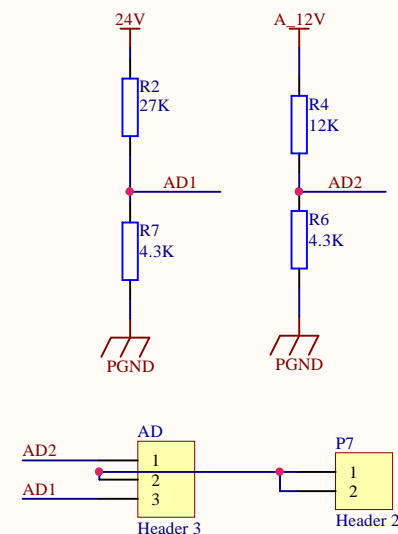 24V
A_12V
R2
27K
R4
12K
AD1
AD2
R7
4.3K
R6
4.3K
PGND
PGND
AD
P7
AD2
1
2
AD1
3
1
2
Header 3
Header 2